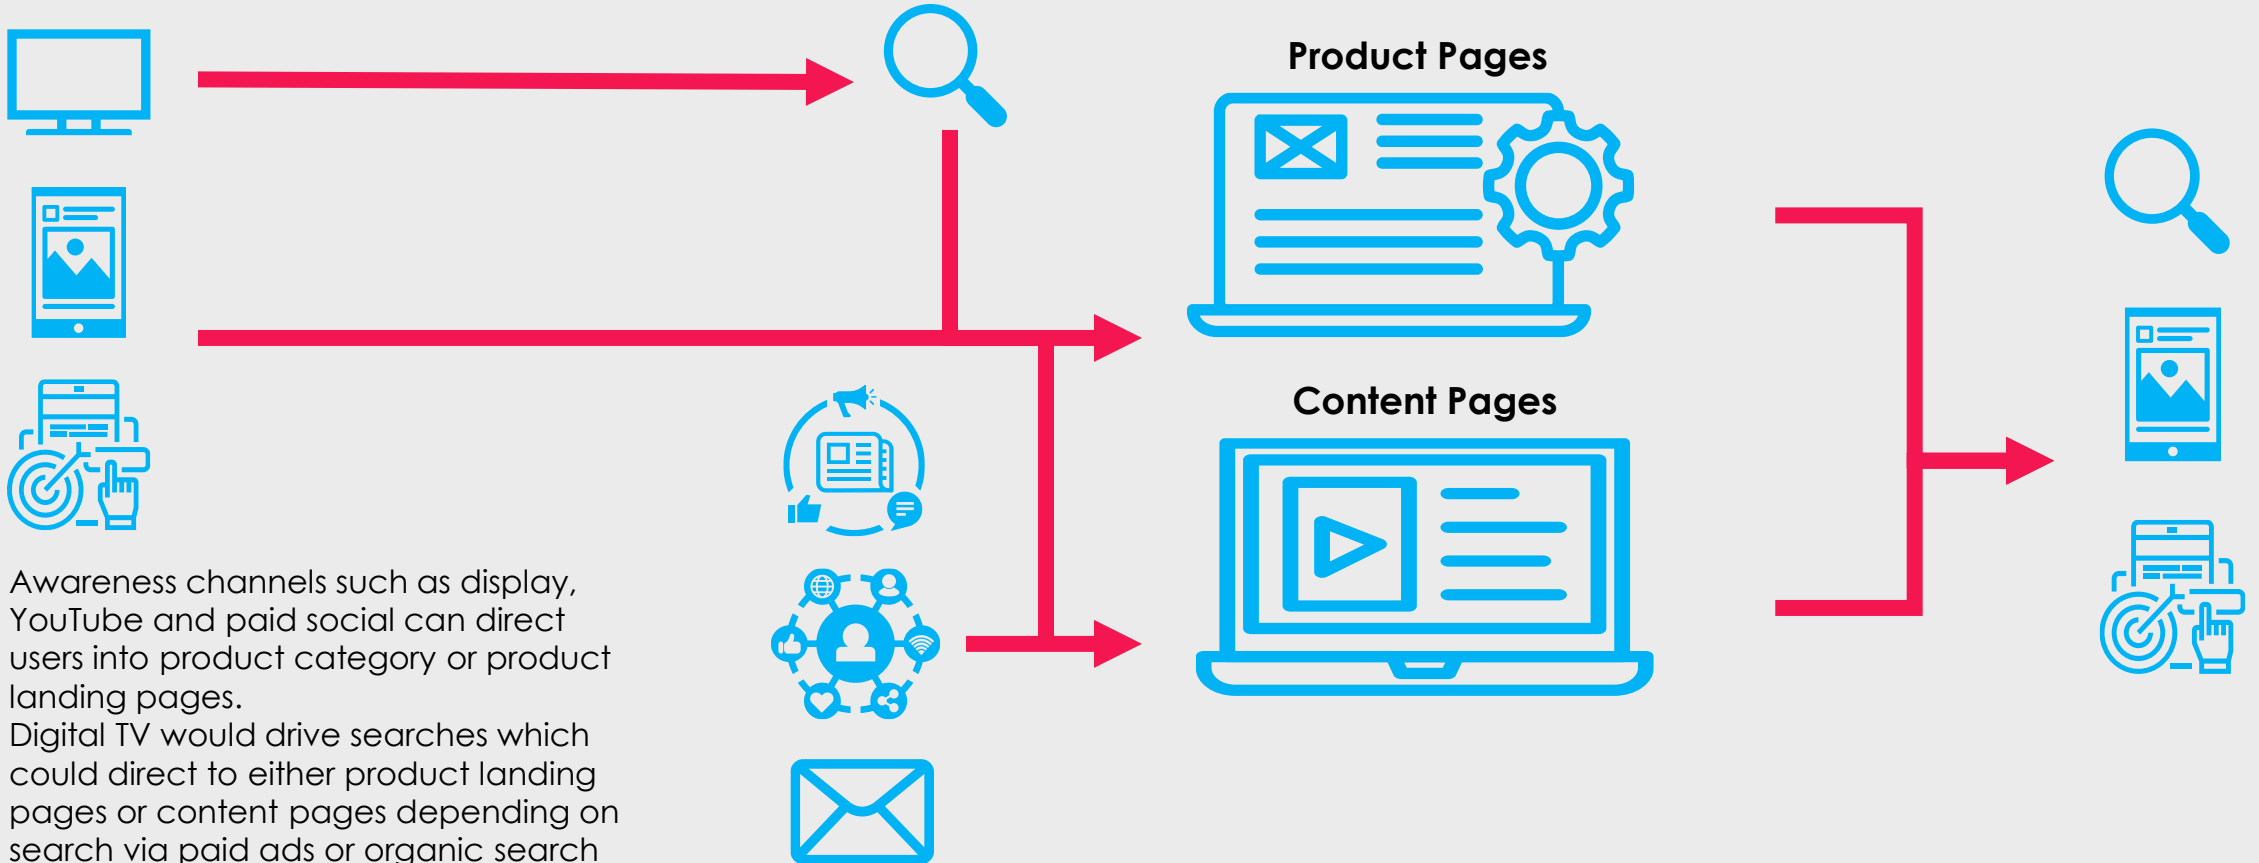 Product Pages
Content Pages
Awareness channels such as display,
YouTube and paid social can direct
users into product category or product
landing pages.
Digital TV would drive searches which
could direct to either product landing
pages or content pages depending on
search via paid ads or organic search